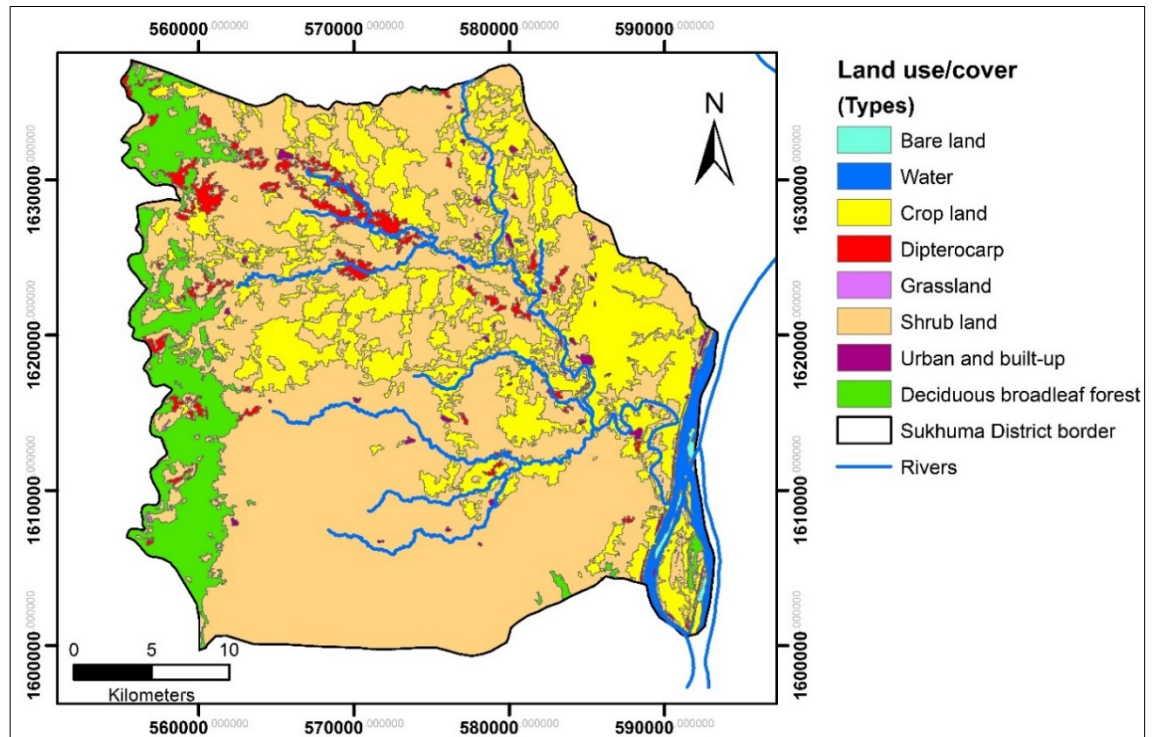 560000.000000 570000.000000 580000.000000 590000.000000
1630000.000000
1620000.000000
1610000.000000
1600000.000000
N
0 5 10
Kilometers
1630000.000000
1620000.000000
1610000.000000
1600000.000000
560000.000000 570000.000000 580000.000000 590000.000000
Land use/cover
(Types)
Bare land
Water
Crop land
Dipterocarp
Grassland
Shrub land
Urban and built-up
Deciduous broadleaf forest
Sukhuma District border
Rivers